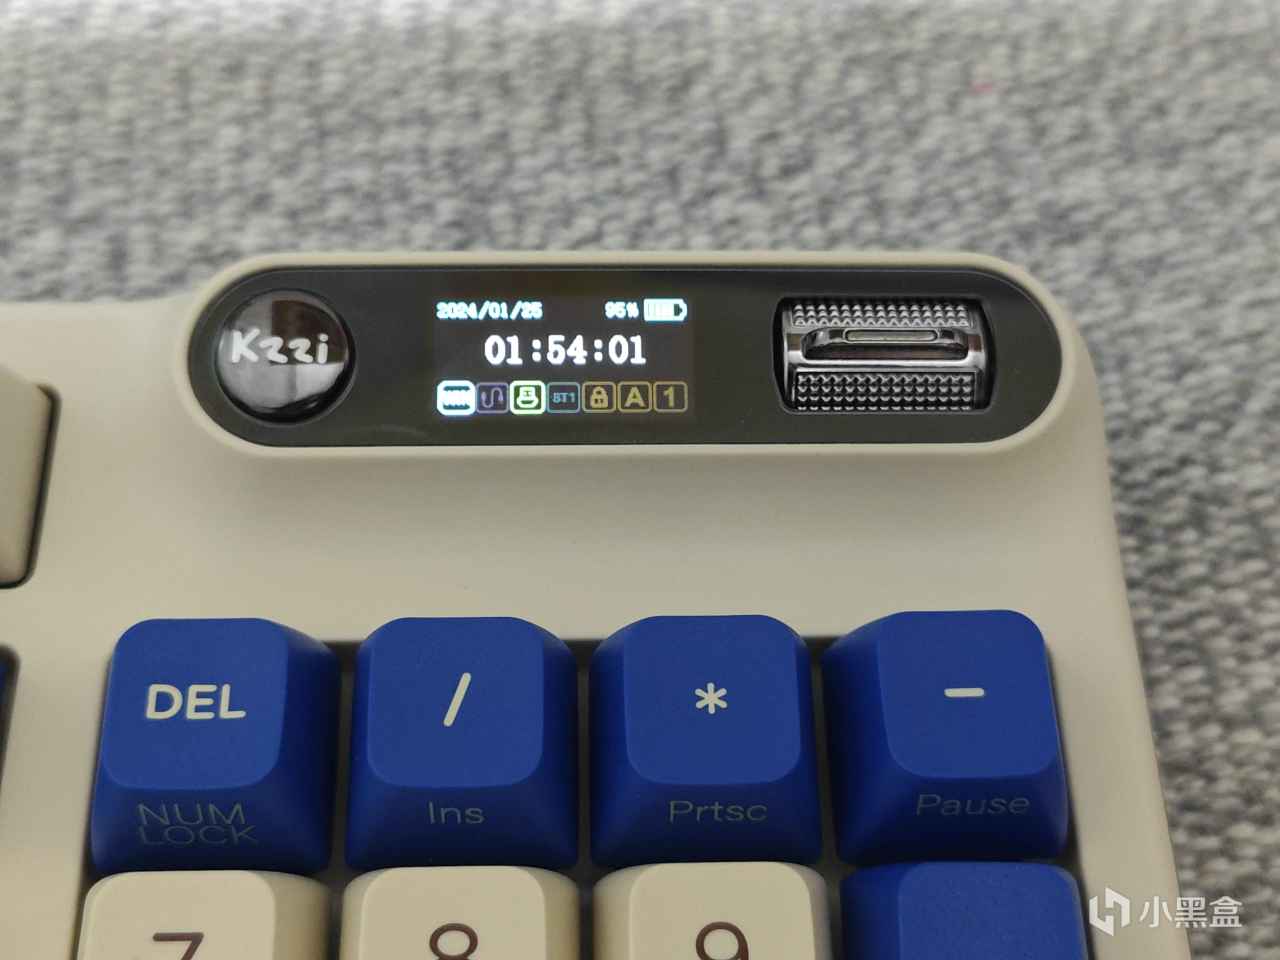 Kzzi
2024/01/25 95%
01:54:01
BT1 A 1
DEL / * -
NUM LOCK Ins Prtsc Pause
7 8 9
小黑盒